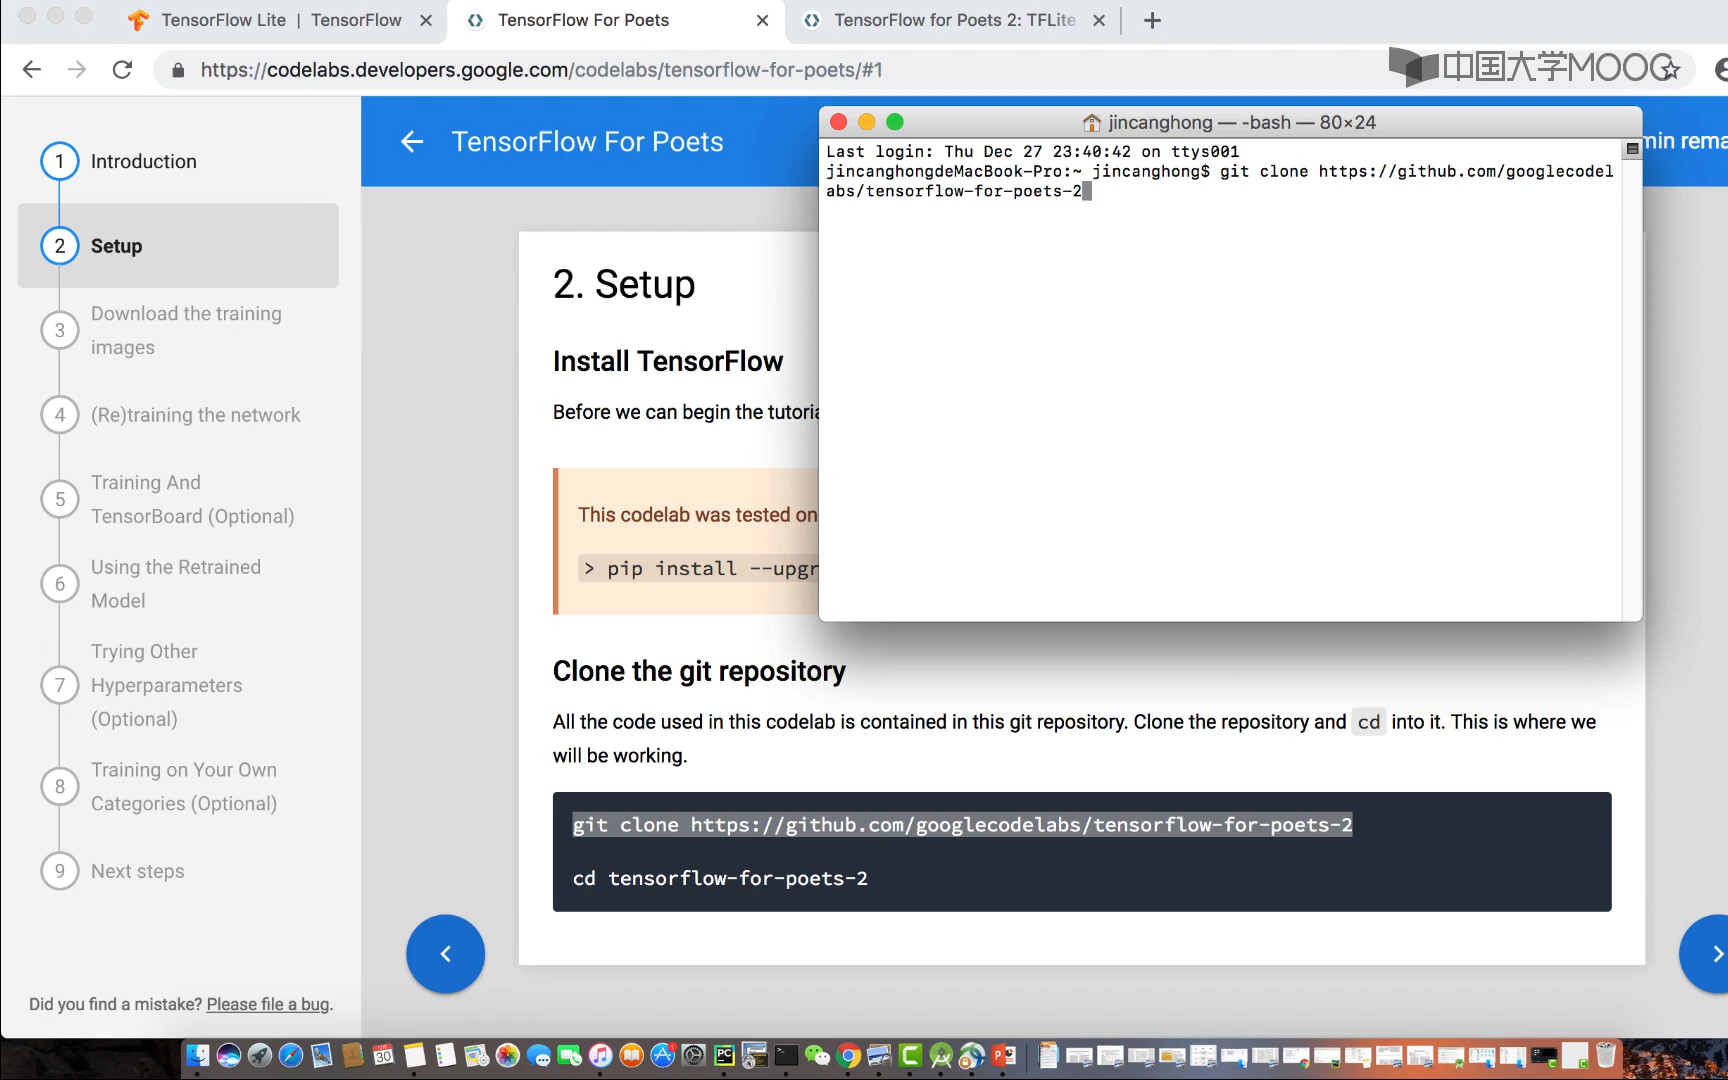 TensorFlow Lite | TensorFlow
TensorFlow For Poets
TensorFlow for Poets 2: TFLite
https://codelabs.developers.google.com/codelabs/tensorflow-for-poets/#1
中国大学MOOC
TensorFlow For Poets
min rema
1 Introduction
2 Setup
3 Download the training
images
4 (Re)training the network
5 Training And
TensorBoard (Optional)
6 Using the Retrained
Model
7 Trying Other
Hyperparameters
(Optional)
8 Training on Your Own
Categories (Optional)
9 Next steps
Did you find a mistake? Please file a bug.
jincanghong — -bash — 80×24
Last login: Thu Dec 27 23:40:42 on ttys001
jincanghongdeMacBook-Pro:~ jincanghong$ git clone https://github.com/googlecodel
abs/tensorflow-for-poets-2
2. Setup
Install TensorFlow
Before we can begin the tutoria
This codelab was tested on
> pip install --upgr
Clone the git repository
All the code used in this codelab is contained in this git repository. Clone the repository and cd into it. This is where we
will be working.
git clone https://github.com/googlecodelabs/tensorflow-for-poets-2
cd tensorflow-for-poets-2
30
PC